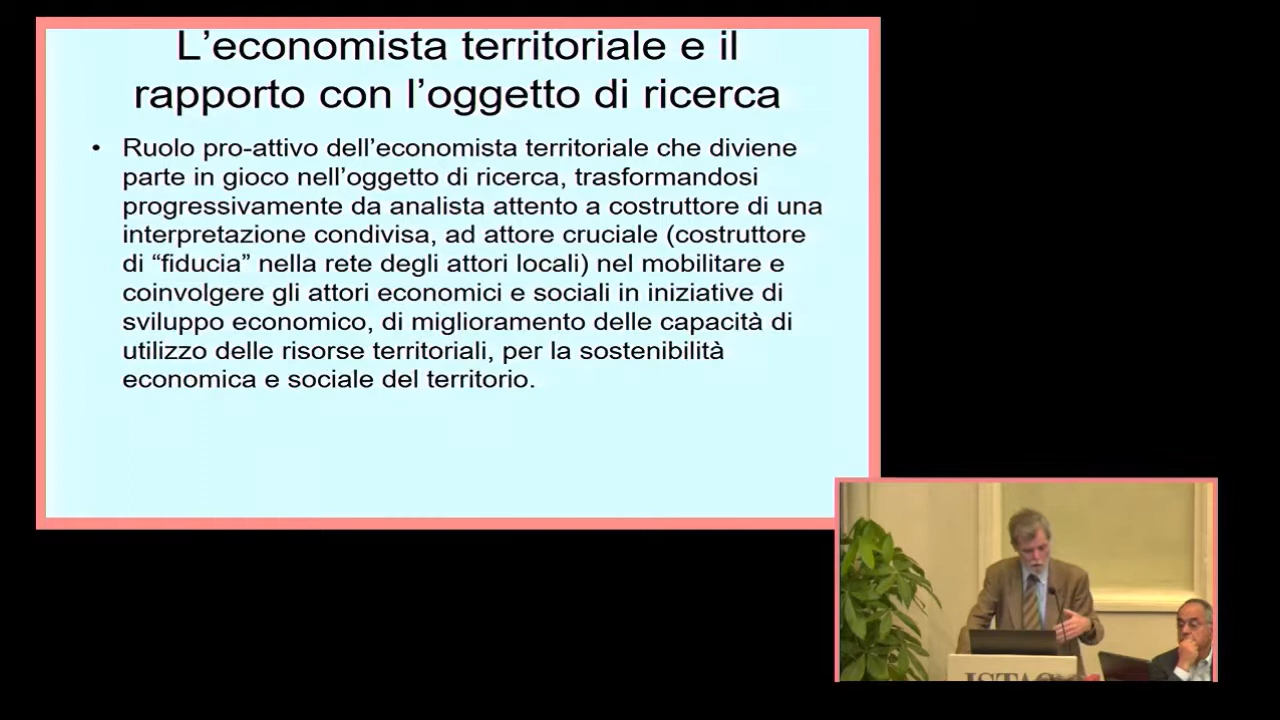 L’economista territoriale e il
rapporto con l’oggetto di ricerca
• Ruolo pro-attivo dell’economista territoriale che diviene
parte in gioco nell’oggetto di ricerca, trasformandosi
progressivamente da analista attento a costruttore di una
interpretazione condivisa, ad attore cruciale (costruttore
di “fiducia” nella rete degli attori locali) nel mobilitare e
coinvolgere gli attori economici e sociali in iniziative di
sviluppo economico, di miglioramento delle capacità di
utilizzo delle risorse territoriali, per la sostenibilità
economica e sociale del territorio.